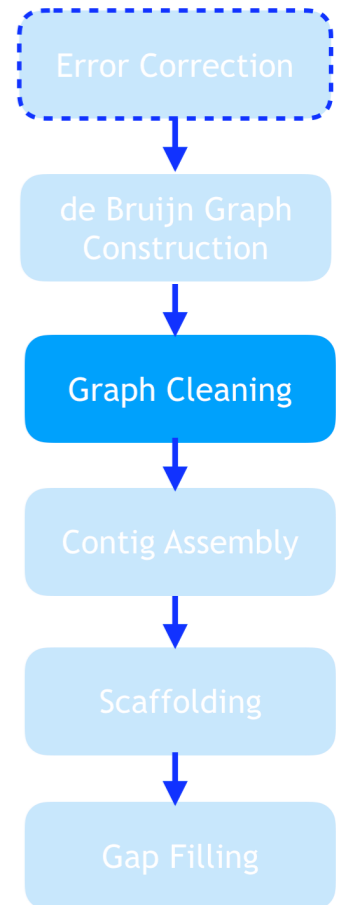 Error Correction
de Bruijn Graph
Construction
Graph Cleaning
Contig Assembly
Scaffolding
Gap Filling